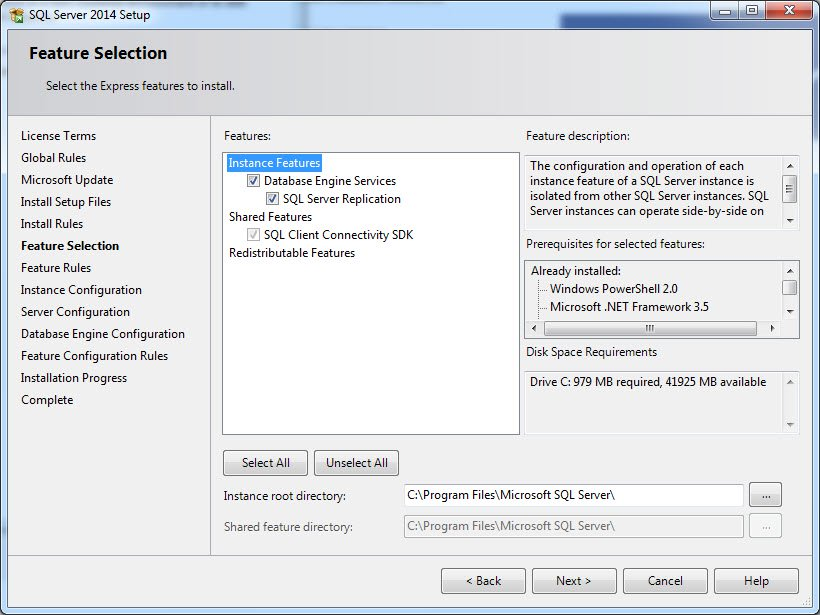 SQL Server 2014 Setup
Feature Selection
Select the Express features to install.
License Terms
Global Rules
Microsoft Update
Install Setup Files
Install Rules
Feature Selection
Feature Rules
Instance Configuration
Server Configuration
Database Engine Configuration
Feature Configuration Rules
Installation Progress
Complete
Features:
Instance Features
Database Engine Services
SQL Server Replication
Shared Features
SQL Client Connectivity SDK
Redistributable Features
Feature description:
The configuration and operation of each
instance feature of a SQL Server instance is
isolated from other SQL Server instances. SQL
Server instances can operate side-by-side on
Prerequisites for selected features:
Already installed:
Windows PowerShell 2.0
Microsoft .NET Framework 3.5
Disk Space Requirements
Drive C: 979 MB required, 41925 MB available
Select All
Unselect All
Instance root directory:
C:\Program Files\Microsoft SQL Server\
...
Shared feature directory:
C:\Program Files\Microsoft SQL Server\
...
< Back
Next >
Cancel
Help